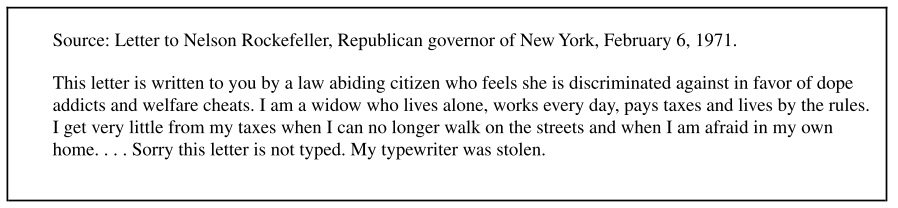 Source: Letter to Nelson Rockefeller, Republican governor of New York, February 6, 1971.
This letter is written to you by a law abiding citizen who feels she is discriminated against in favor of dope
addicts and welfare cheats. I am a widow who lives alone, works every day, pays taxes and lives by the rules.
I get very little from my taxes when I can no longer walk on the streets and when I am afraid in my own
home. . . . Sorry this letter is not typed. My typewriter was stolen.